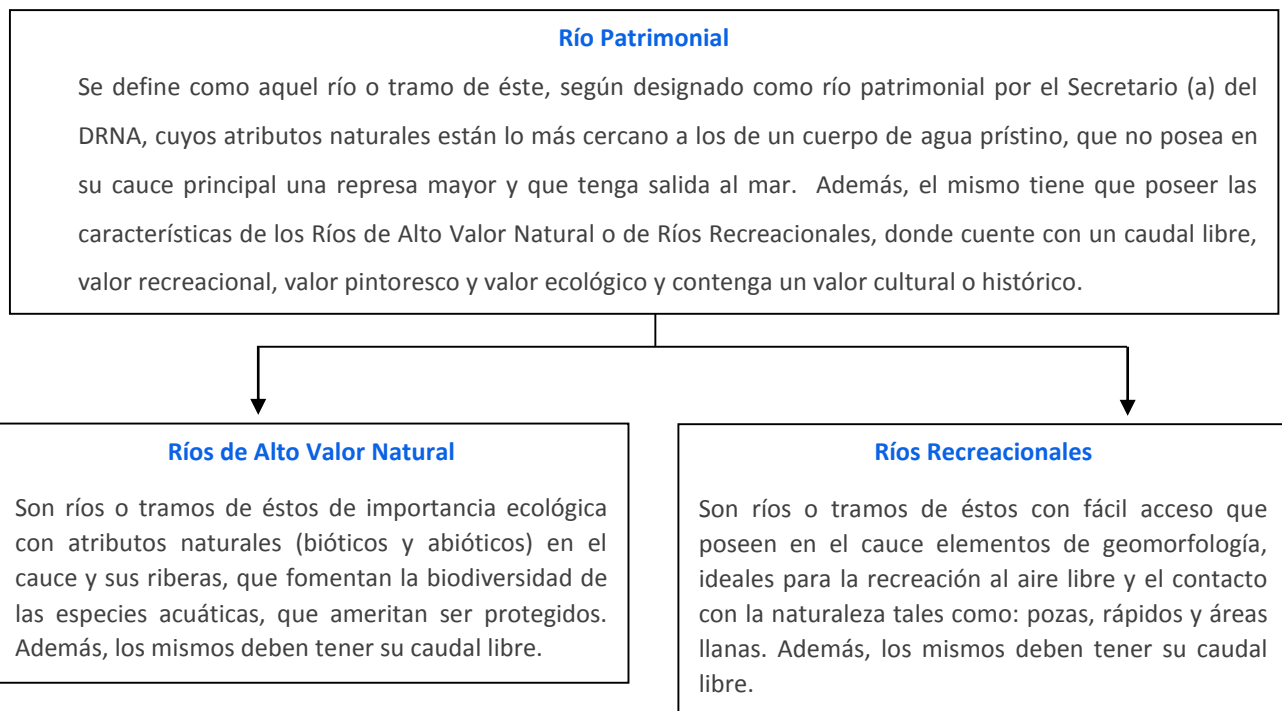 Río Patrimonial
Se define como aquel río o tramo de éste, según designado como río patrimonial por el Secretario (a) del
DRNA, cuyos atributos naturales están lo más cercano a los de un cuerpo de agua prístino, que no posea en
su cauce principal una represa mayor y que tenga salida al mar. Además, el mismo tiene que poseer las
características de los Ríos de Alto Valor Natural o de Ríos Recreacionales, donde cuente con un caudal libre,
valor recreacional, valor pintoresco y valor ecológico y contenga un valor cultural o histórico.
Ríos de Alto Valor Natural
Son ríos o tramos de éstos de importancia ecológica
con atributos naturales (bióticos y abióticos) en el
cauce y sus riberas, que fomentan la biodiversidad de
las especies acuáticas, que ameritan ser protegidos.
Además, los mismos deben tener su caudal libre.
Ríos Recreacionales
Son ríos o tramos de éstos con fácil acceso que
poseen en el cauce elementos de geomorfología,
ideales para la recreación al aire libre y el contacto
con la naturaleza tales como: pozas, rápidos y áreas
llanas. Además, los mismos deben tener su caudal
libre.